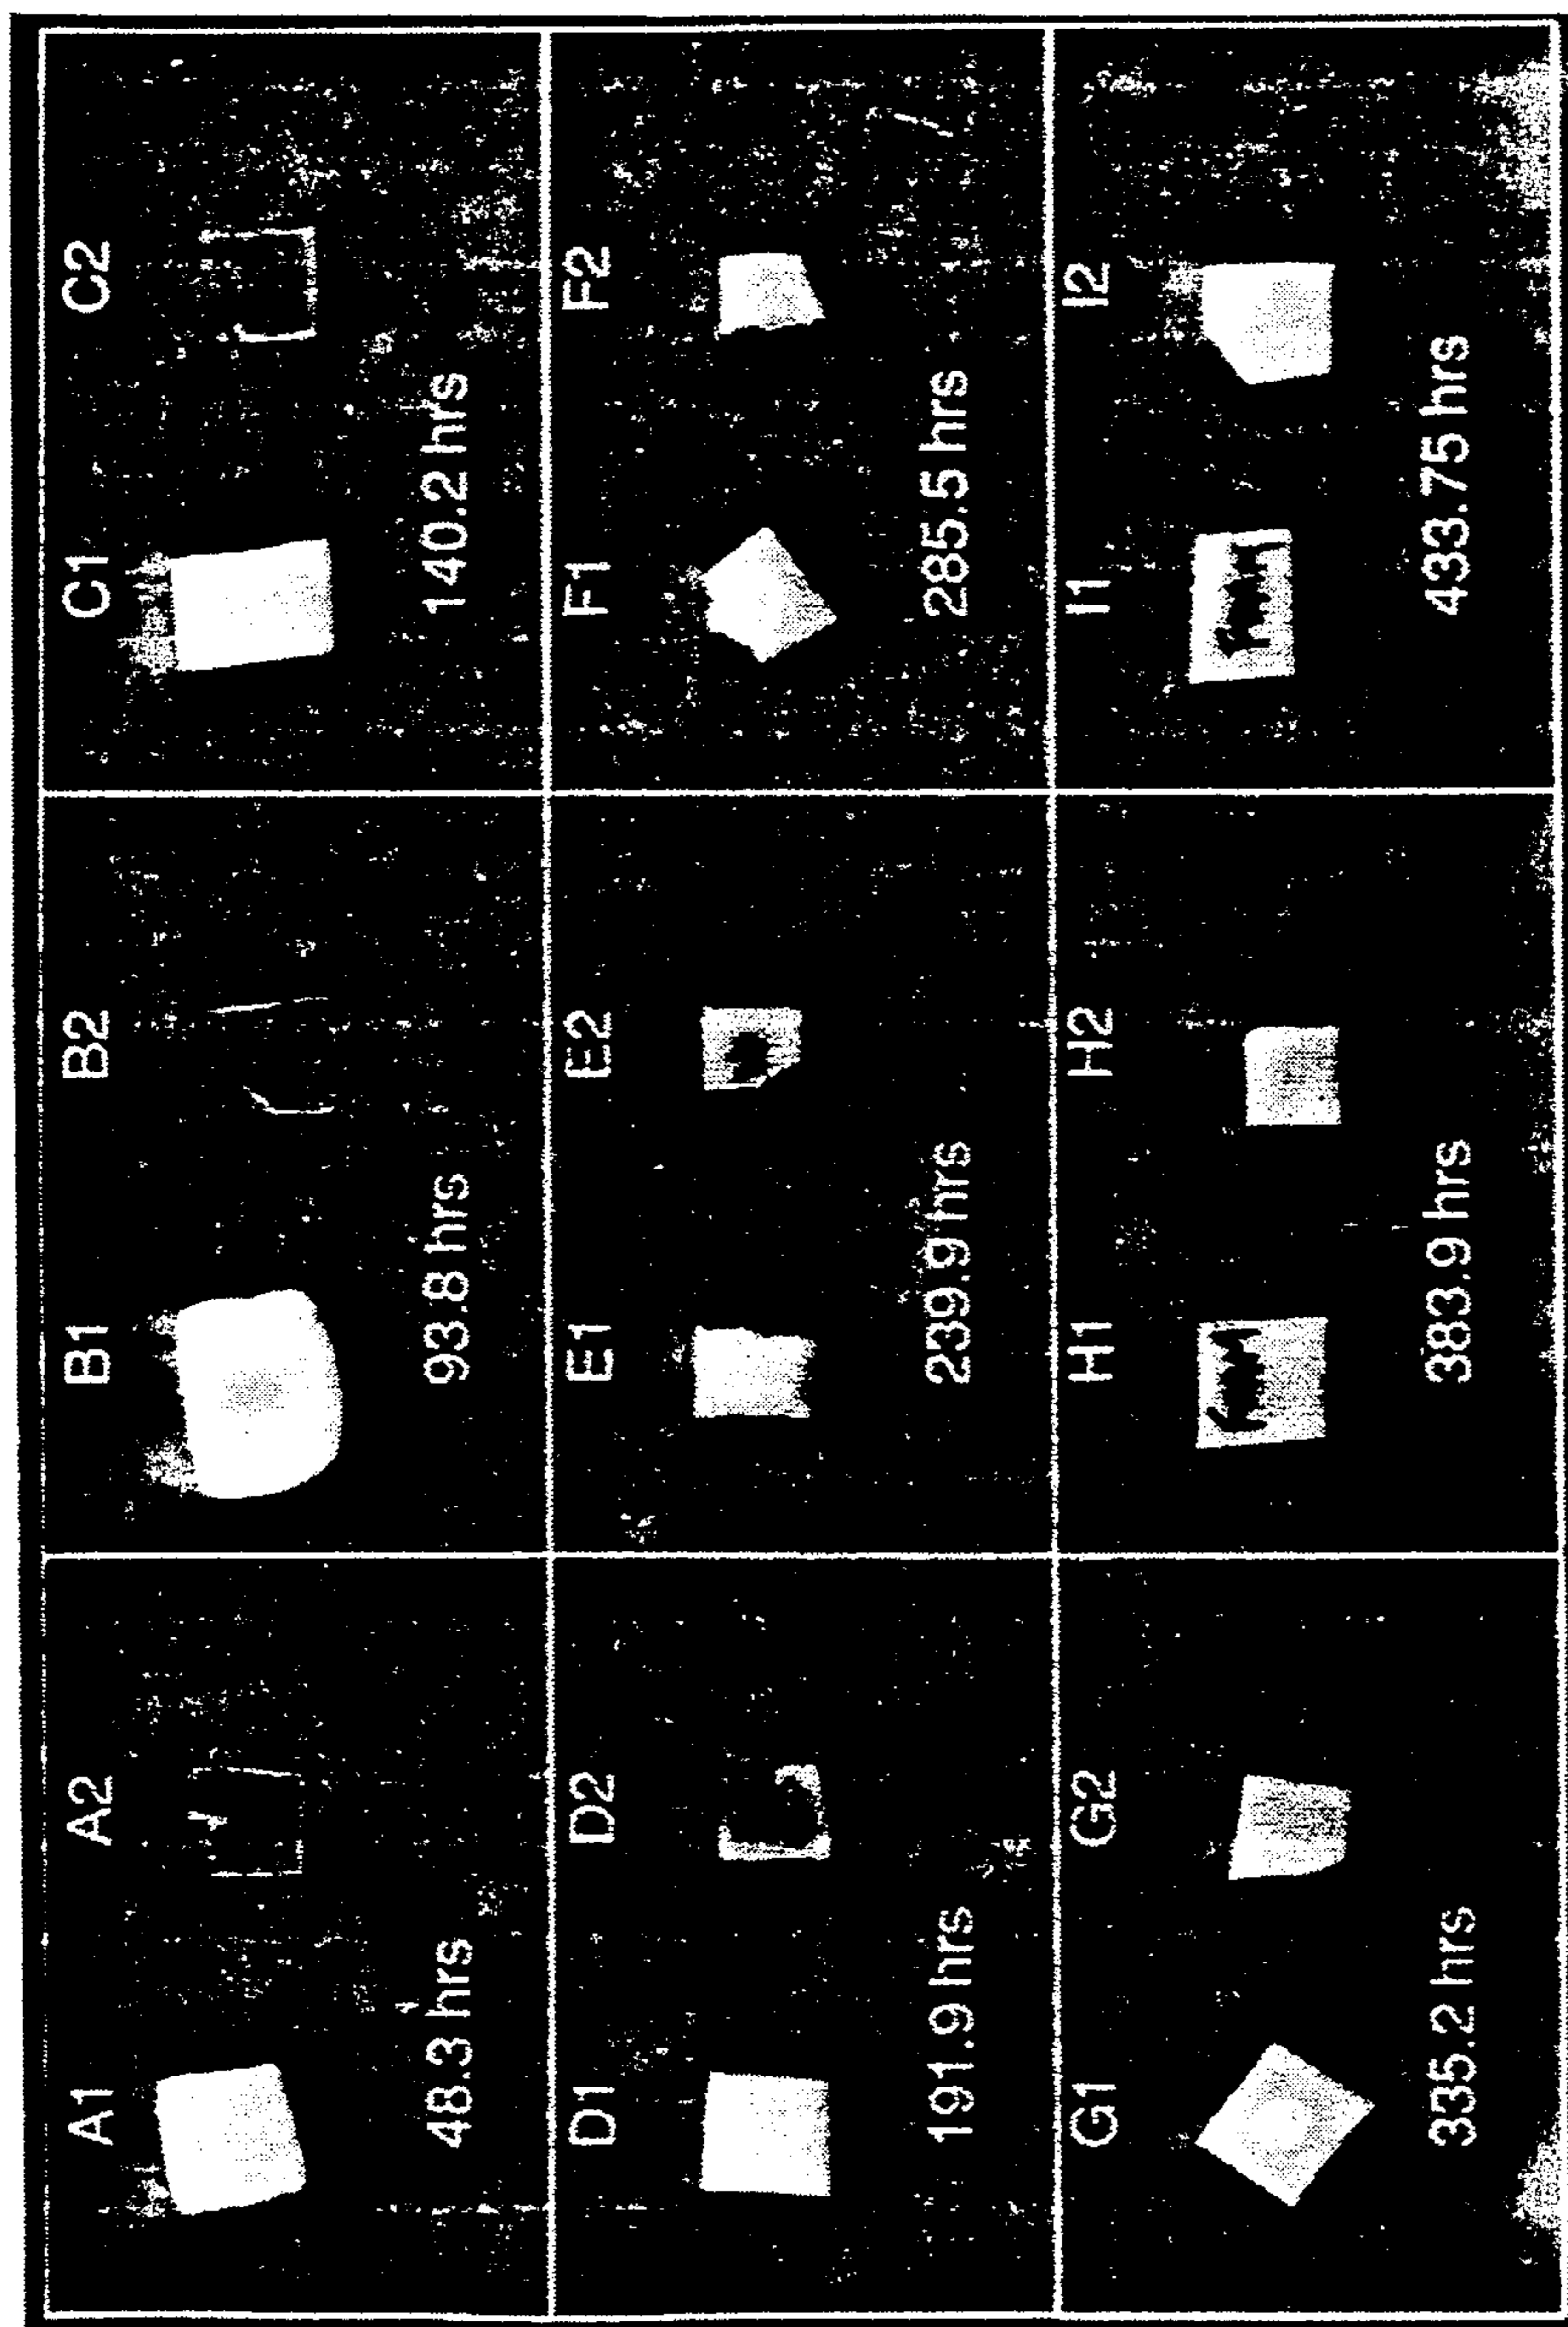 A1 A2
48.3 hrs
B1 B2
93.8 hrs
C1 C2
140.2 hrs
D1 D2
191.9 hrs
E1 E2
239.9 hrs
F1 F2
285.5 hrs
G1 G2
335.2 hrs
H1 H2
383.9 hrs
I1 I2
433.75 hrs